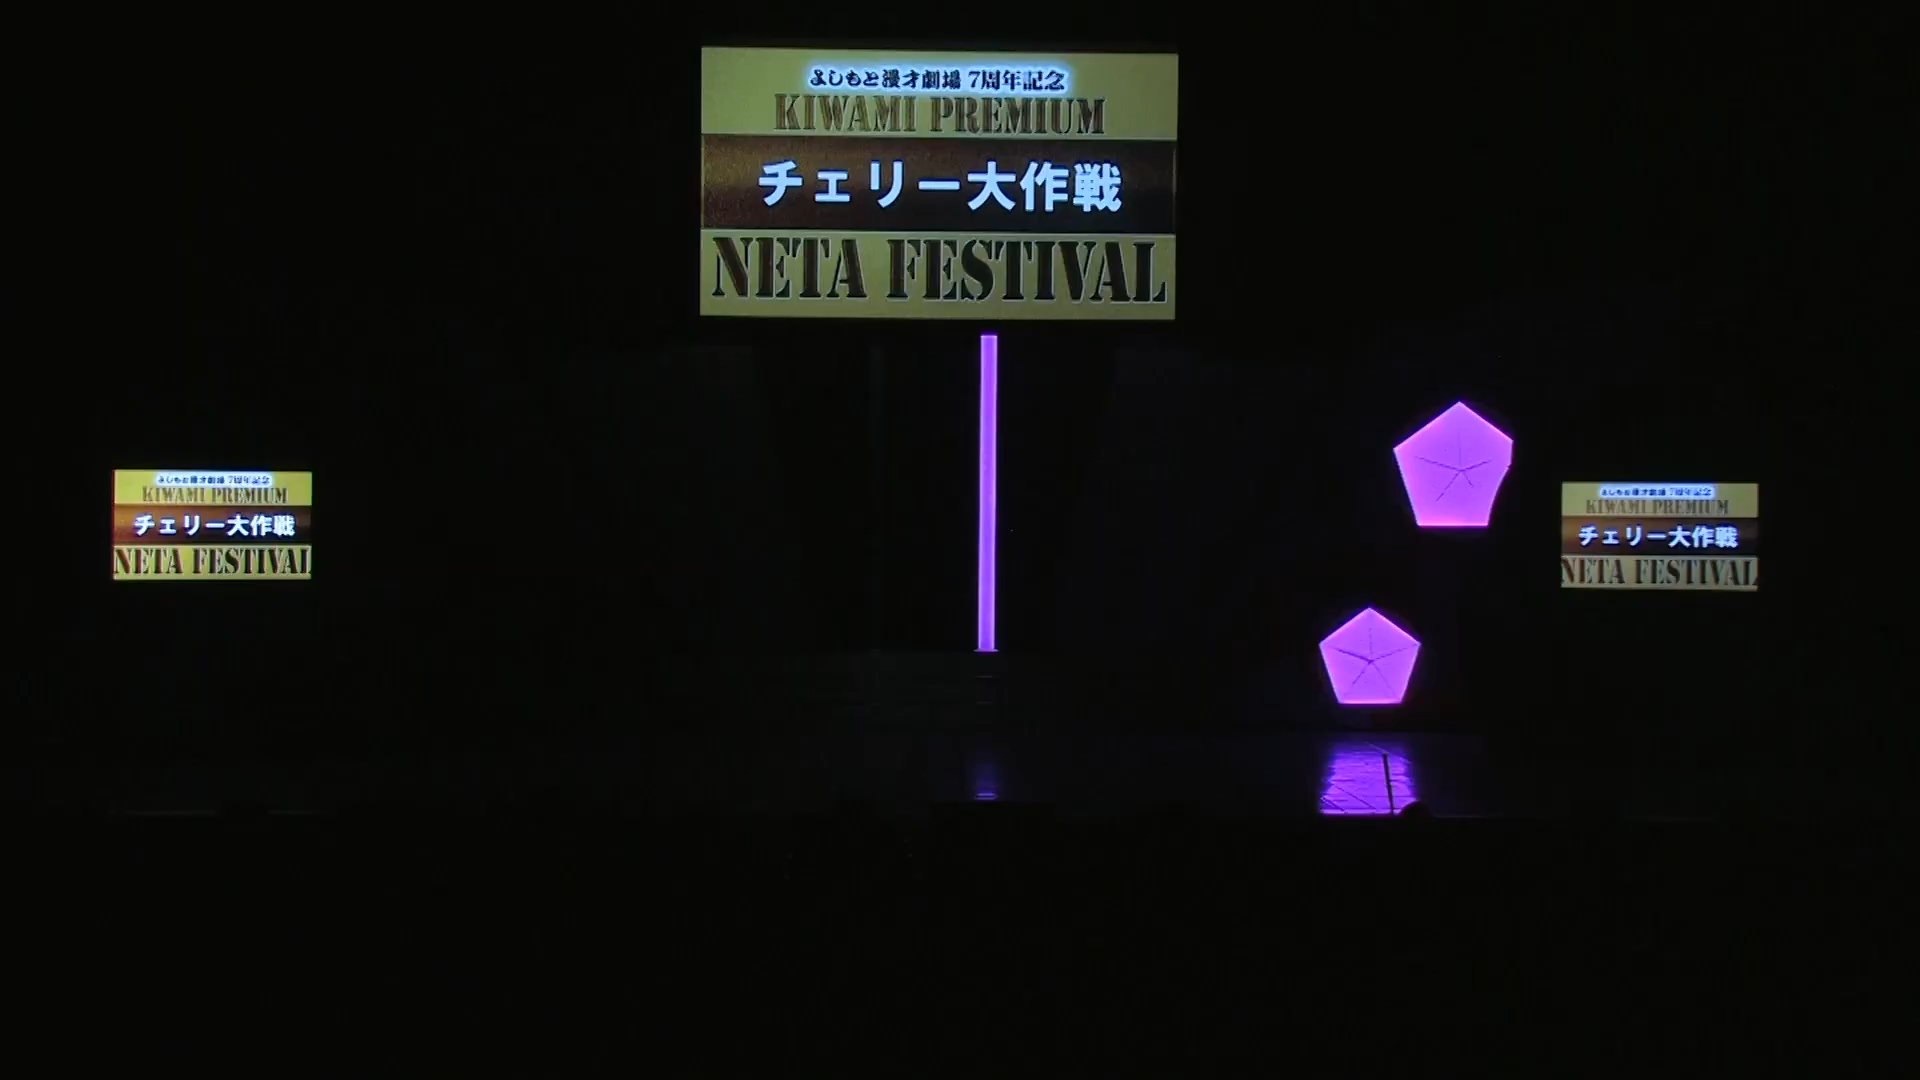 よしもと漫才劇場 7周年記念
KIWAMI PREMIUM
チェリー大作戦
NETA FESTIVAL
よしもと漫才劇場 7周年記念
KIWAMI PREMIUM
チェリー大作戦
NETA FESTIVAL
よしもと漫才劇場 7周年記念
KIWAMI PREMIUM
チェリー大作戦
NETA FESTIVAL